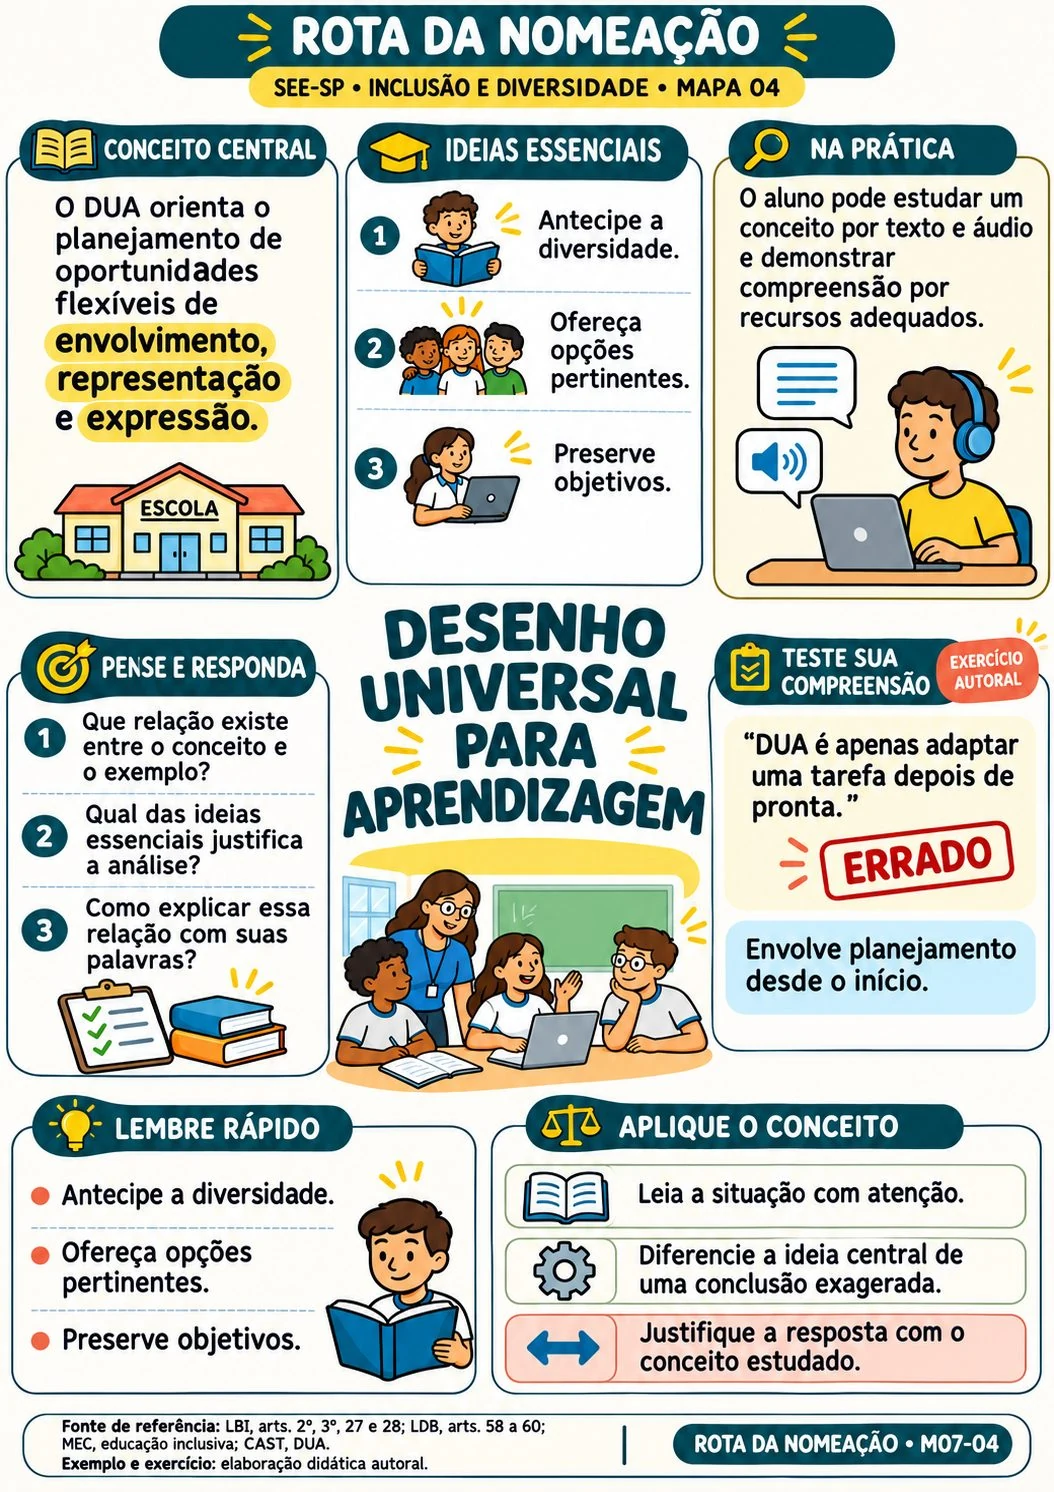 ROTA DA NOMEAÇÃO
SEE-SP • INCLUSÃO E DIVERSIDADE • MAPA 04
CONCEITO CENTRAL
O DUA orienta o
planejamento de
oportunidades
flexíveis de
envolvimento,
representação
e expressão.
ESCOLA
IDEIAS ESSENCIAIS
1
Antecipe a
diversidade.
2
Ofereça
opções
pertinentes.
3
Preserve
objetivos.
NA PRÁTICA
O aluno pode estudar um
conceito por texto e áudio
e demonstrar
compreensão por
recursos adequados.
DESENHO
UNIVERSAL
PARA
APRENDIZAGEM
PENSE E RESPONDA
1
Que relação existe
entre o conceito e
o exemplo?
2
Qual das ideias
essenciais justifica
a análise?
3
Como explicar essa
relação com suas
palavras?
TESTE SUA
COMPREENSÃO
EXERCÍCIO
AUTORAL
“DUA é apenas adaptar
uma tarefa depois de
pronta.”
ERRADO
Envolve planejamento
desde o início.
LEMBRE RÁPIDO
• Antecipe a diversidade.
• Ofereça opções
pertinentes.
• Preserve objetivos.
APLIQUE O CONCEITO
Leia a situação com atenção.
Diferencie a ideia central de
uma conclusão exagerada.
Justifique a resposta com o
conceito estudado.
Fonte de referência: LBI, arts. 2º, 3º, 27 e 28; LDB, arts. 58 a 60;
MEC, educação inclusiva; CAST, DUA.
Exemplo e exercício: elaboração didática autoral.
ROTA DA NOMEAÇÃO • M07-04